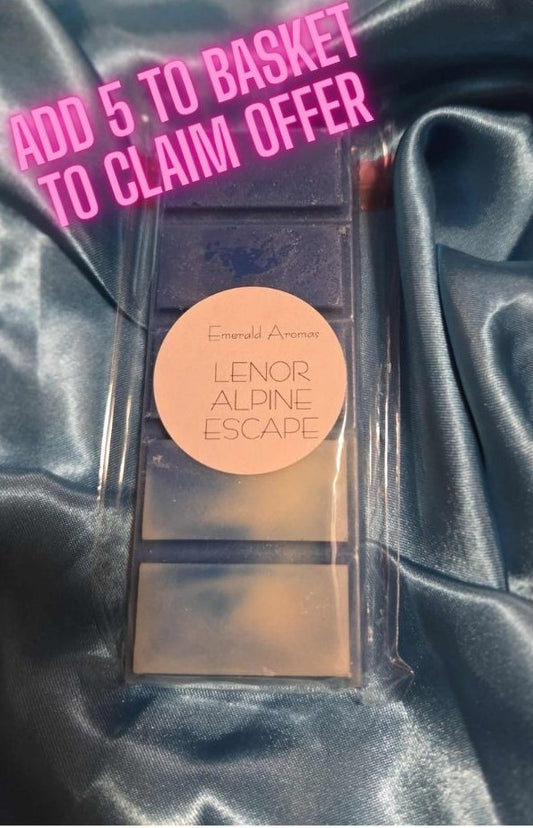 ADD 5 TO BASKET
TO CLAIM OFFER
Emerald Aromas
LENOR
ALPINE
ESCAPE